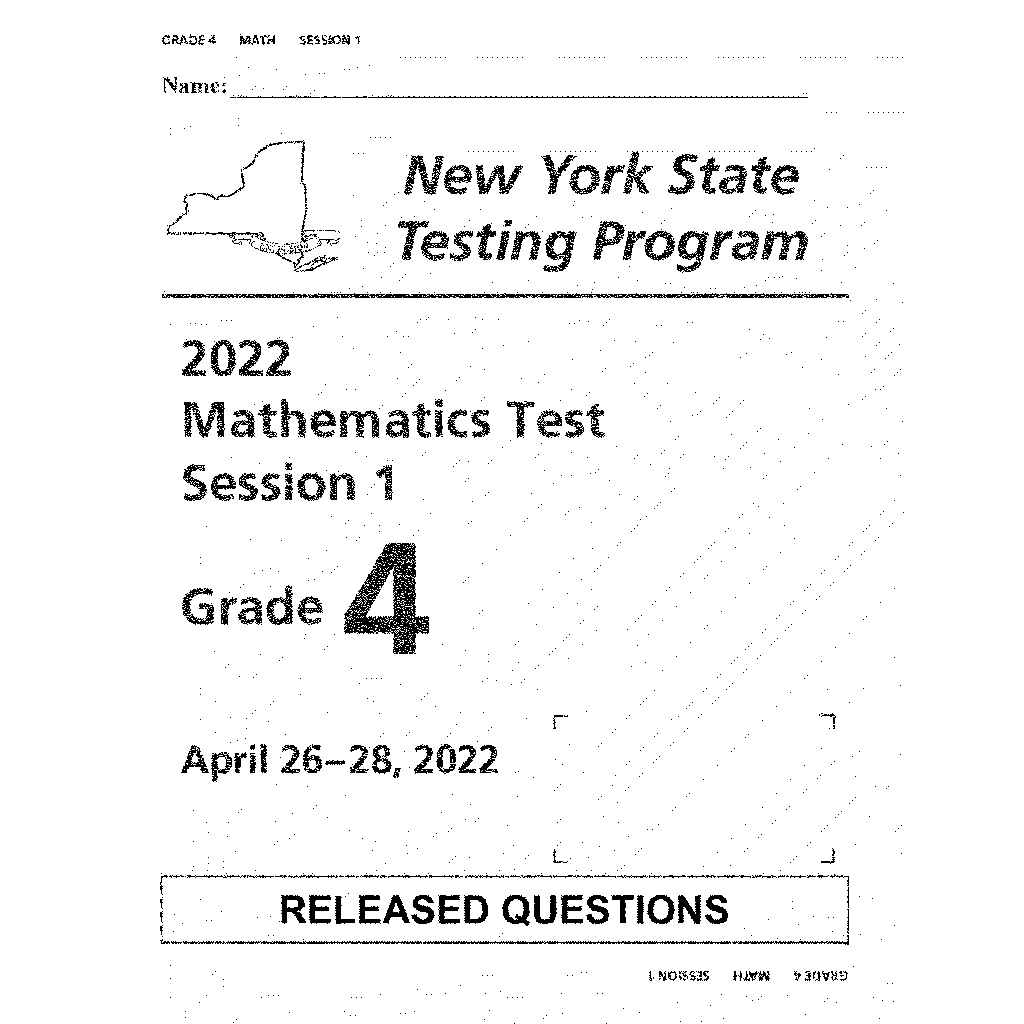 GRADE 4 MATH SESSION 1
Name:
New York State
Testing Program
2022
Mathematics Test
Session 1
Grade 4
April 26–28, 2022
RELEASED QUESTIONS
GRADE 4 MATH SESSION 1